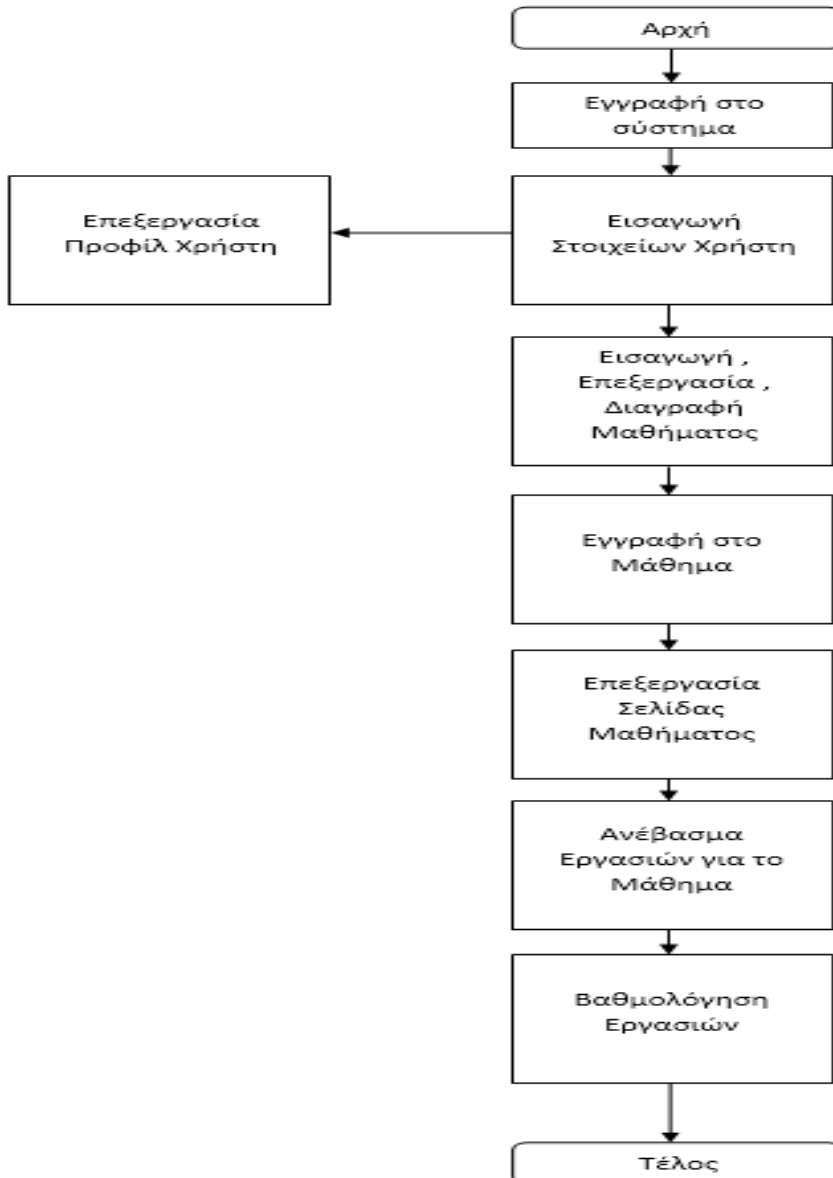 Αρχή
Εγγραφή στο
σύστημα
Επεξεργασία
Προφίλ Χρήστη
Εισαγωγή
Στοιχείων Χρήστη
Εισαγωγή ,
Επεξεργασία ,
Διαγραφή
Μαθήματος
Εγγραφή στο
Μάθημα
Επεξεργασία
Σελίδας
Μαθήματος
Ανέβασμα
Εργασιών για το
Μάθημα
Βαθμολόγηση
Εργασιών
Τέλος